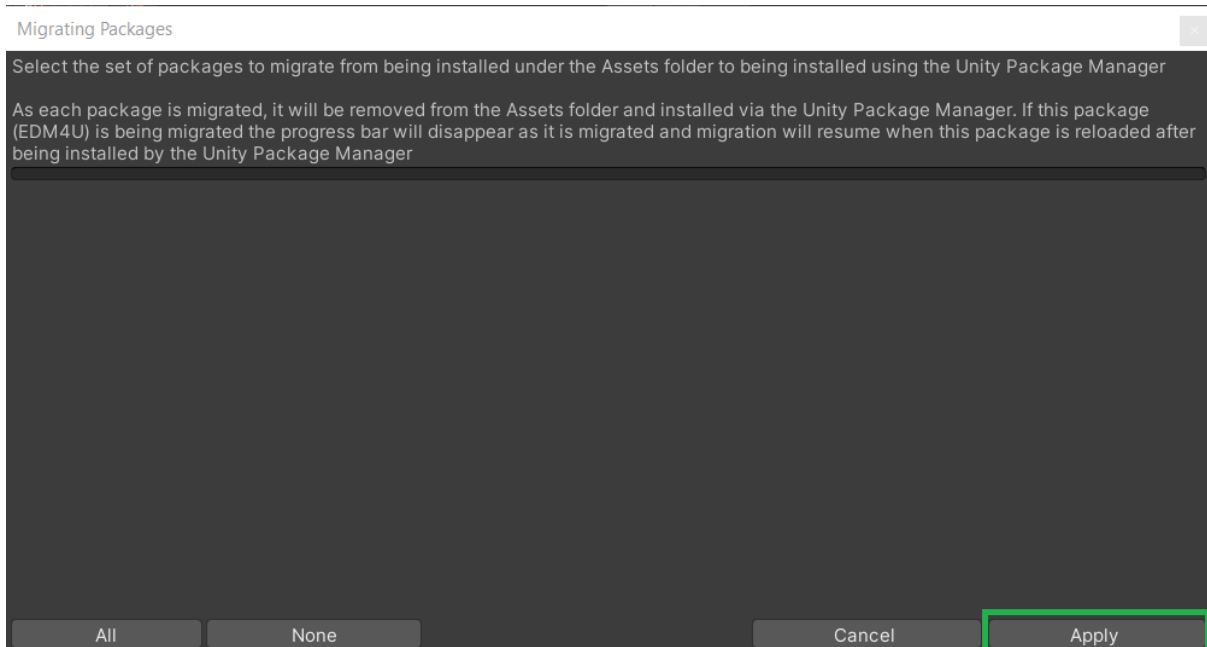 Migrating Packages
Select the set of packages to migrate from being installed under the Assets folder to being installed using the Unity Package Manager
As each package is migrated, it will be removed from the Assets folder and installed via the Unity Package Manager. If this package
(EDM4U) is being migrated the progress bar will disappear as it is migrated and migration will resume when this package is reloaded after
being installed by the Unity Package Manager
All None Cancel Apply